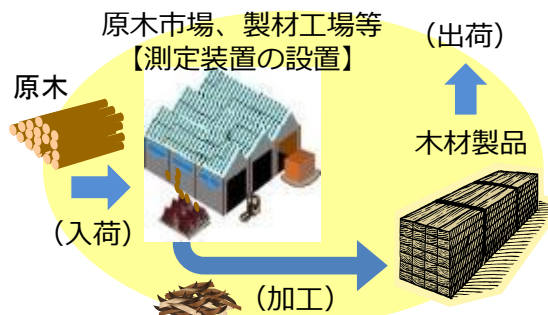 原木市場、製材工場等
【測定装置の設置】
（出荷）
原木
木材製品
（入荷）
（加工）